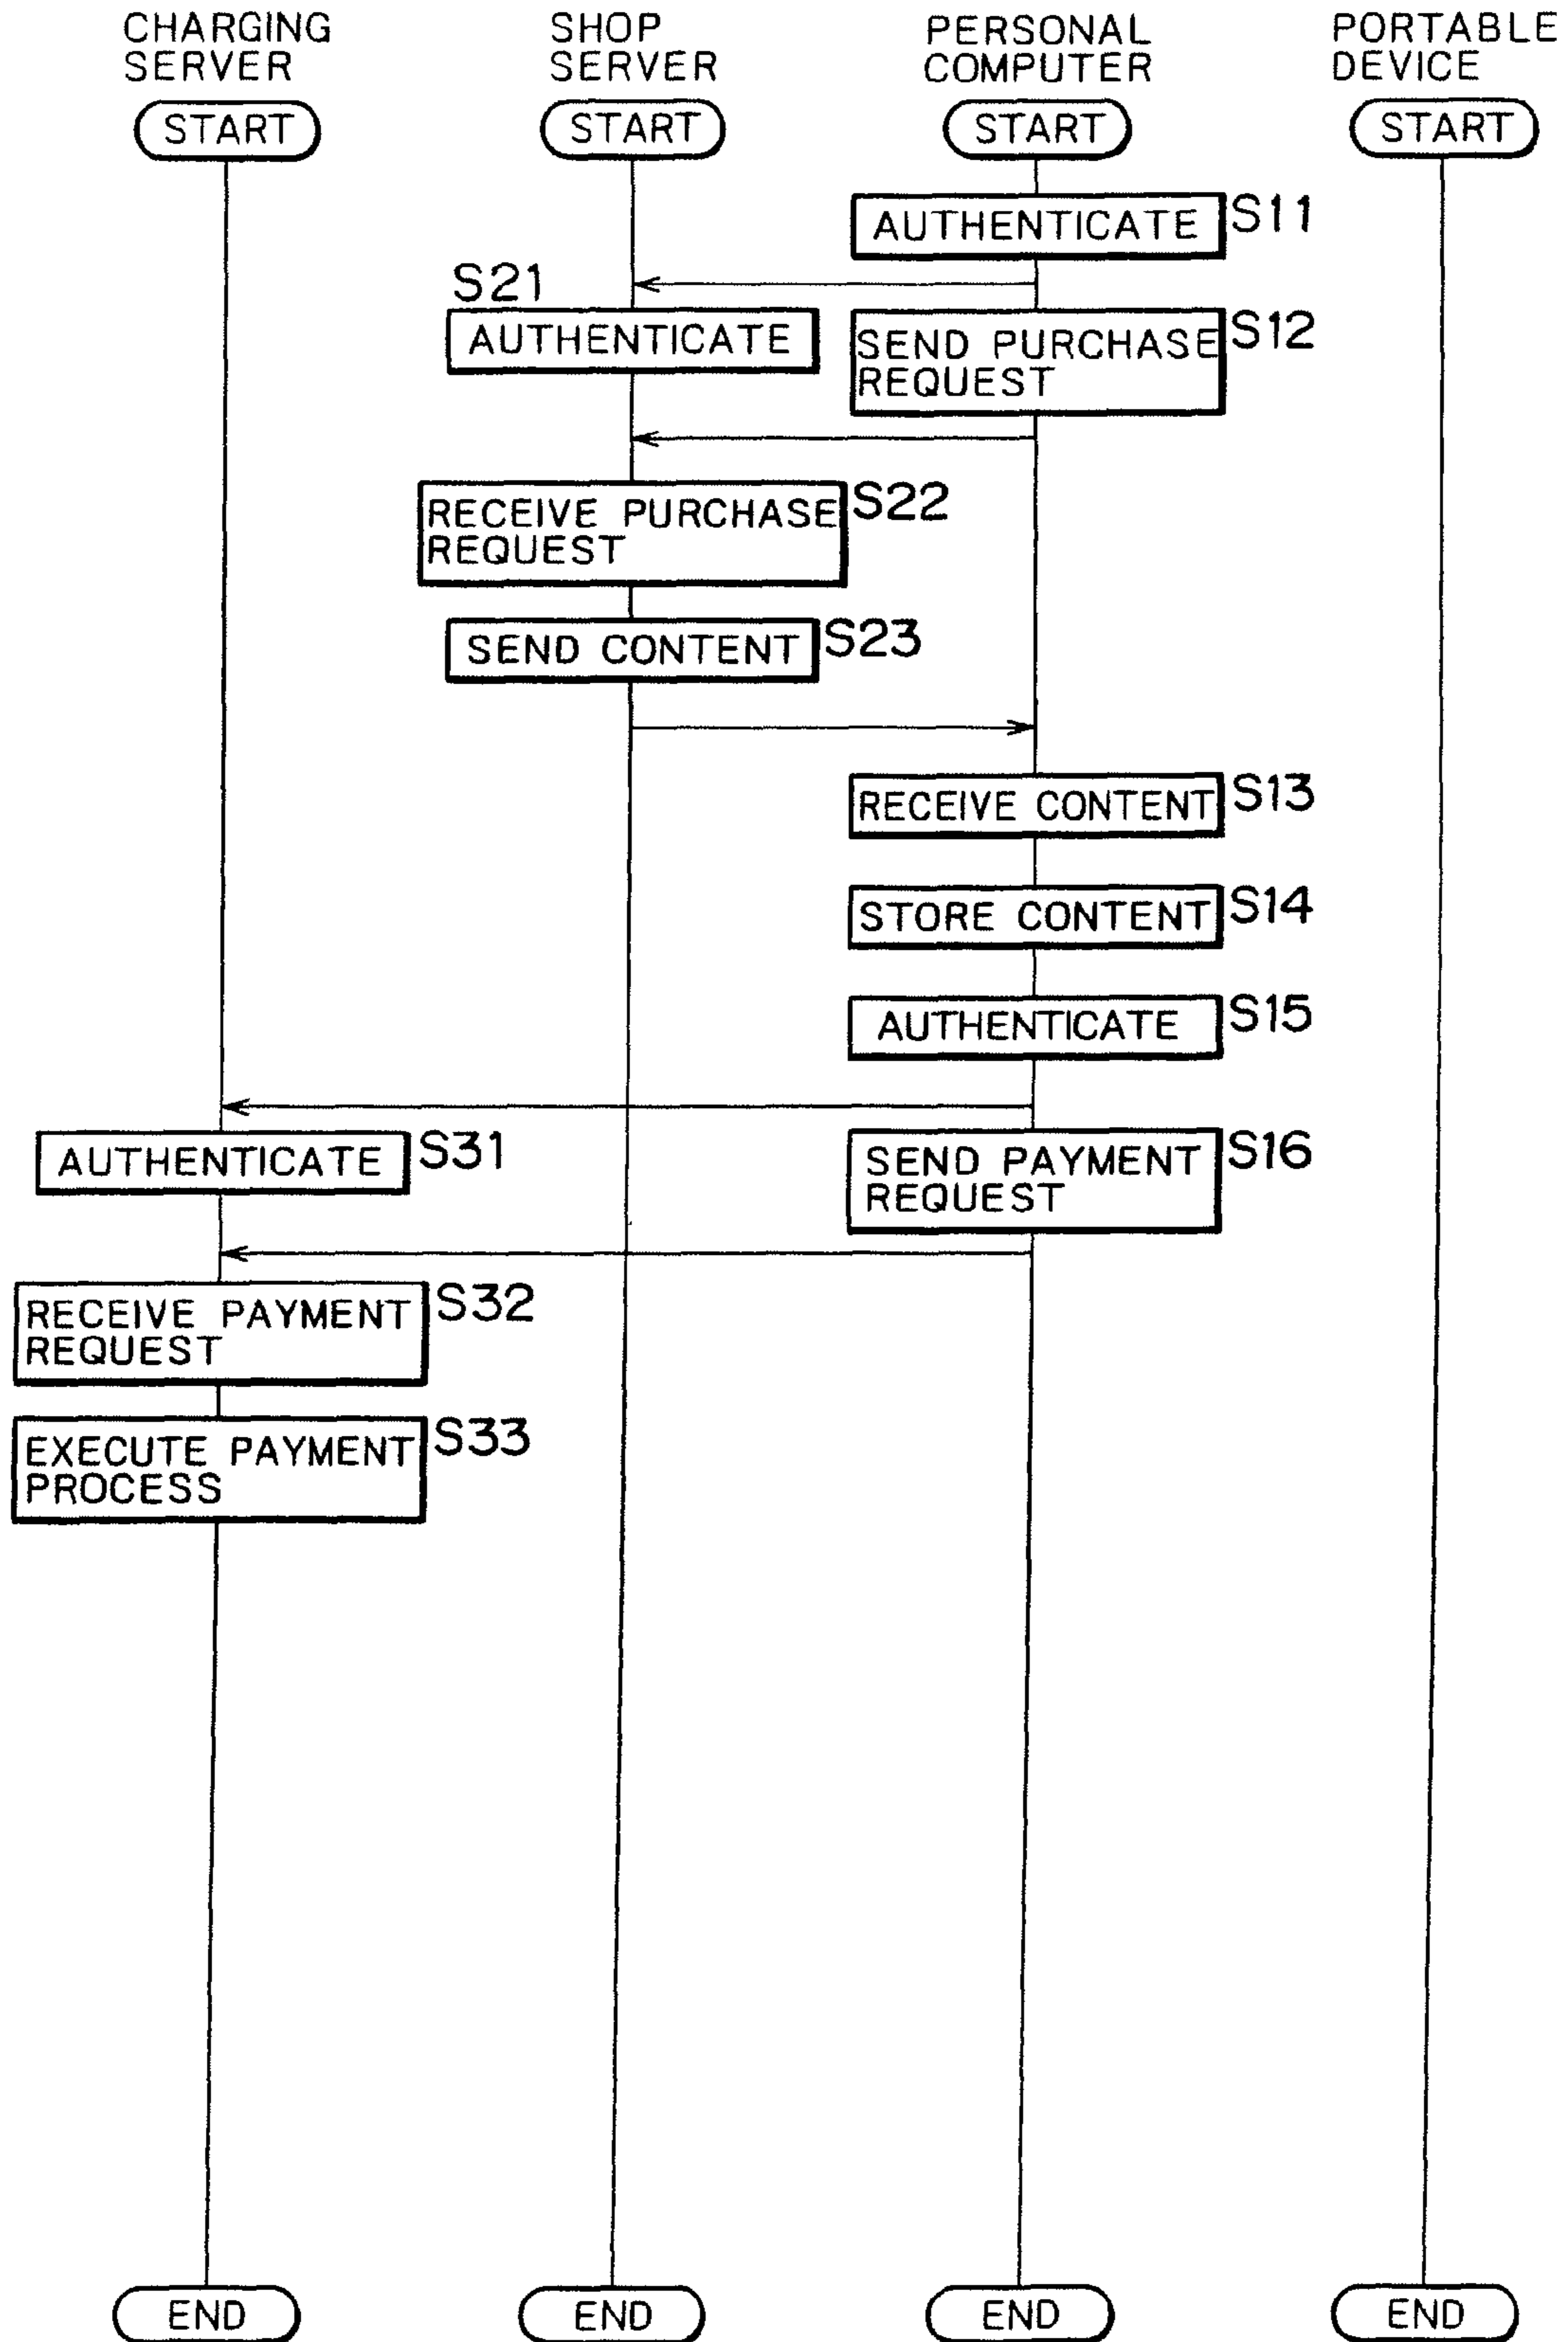 CHARGING
SERVER
SHOP
SERVER
PERSONAL
COMPUTER
PORTABLE
DEVICE
START
START
START
START
AUTHENTICATE
S11
S21
AUTHENTICATE
SEND PURCHASE
REQUEST
S12
RECEIVE PURCHASE
REQUEST
S22
SEND CONTENT
S23
RECEIVE CONTENT
S13
STORE CONTENT
S14
AUTHENTICATE
S15
AUTHENTICATE
S31
SEND PAYMENT
REQUEST
S16
RECEIVE PAYMENT
REQUEST
S32
EXECUTE PAYMENT
PROCESS
S33
END
END
END
END